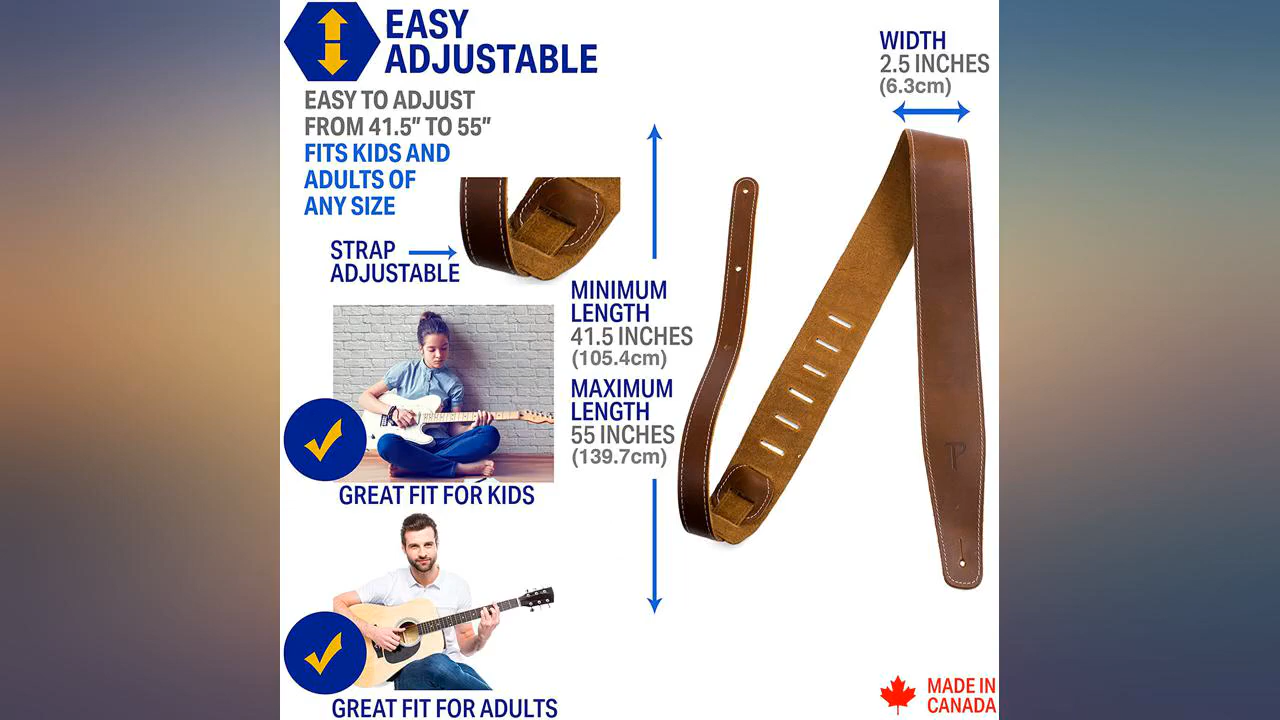 EASY
ADJUSTABLE
EASY TO ADJUST
FROM 41.5” TO 55”
FITS KIDS AND
ADULTS OF
ANY SIZE
STRAP
ADJUSTABLE
WIDTH
2.5 INCHES
(6.3cm)
MINIMUM
LENGTH
41.5 INCHES
(105.4cm)
MAXIMUM
LENGTH
55 INCHES
(139.7cm)
GREAT FIT FOR KIDS
GREAT FIT FOR ADULTS
P
MADE IN
CANADA